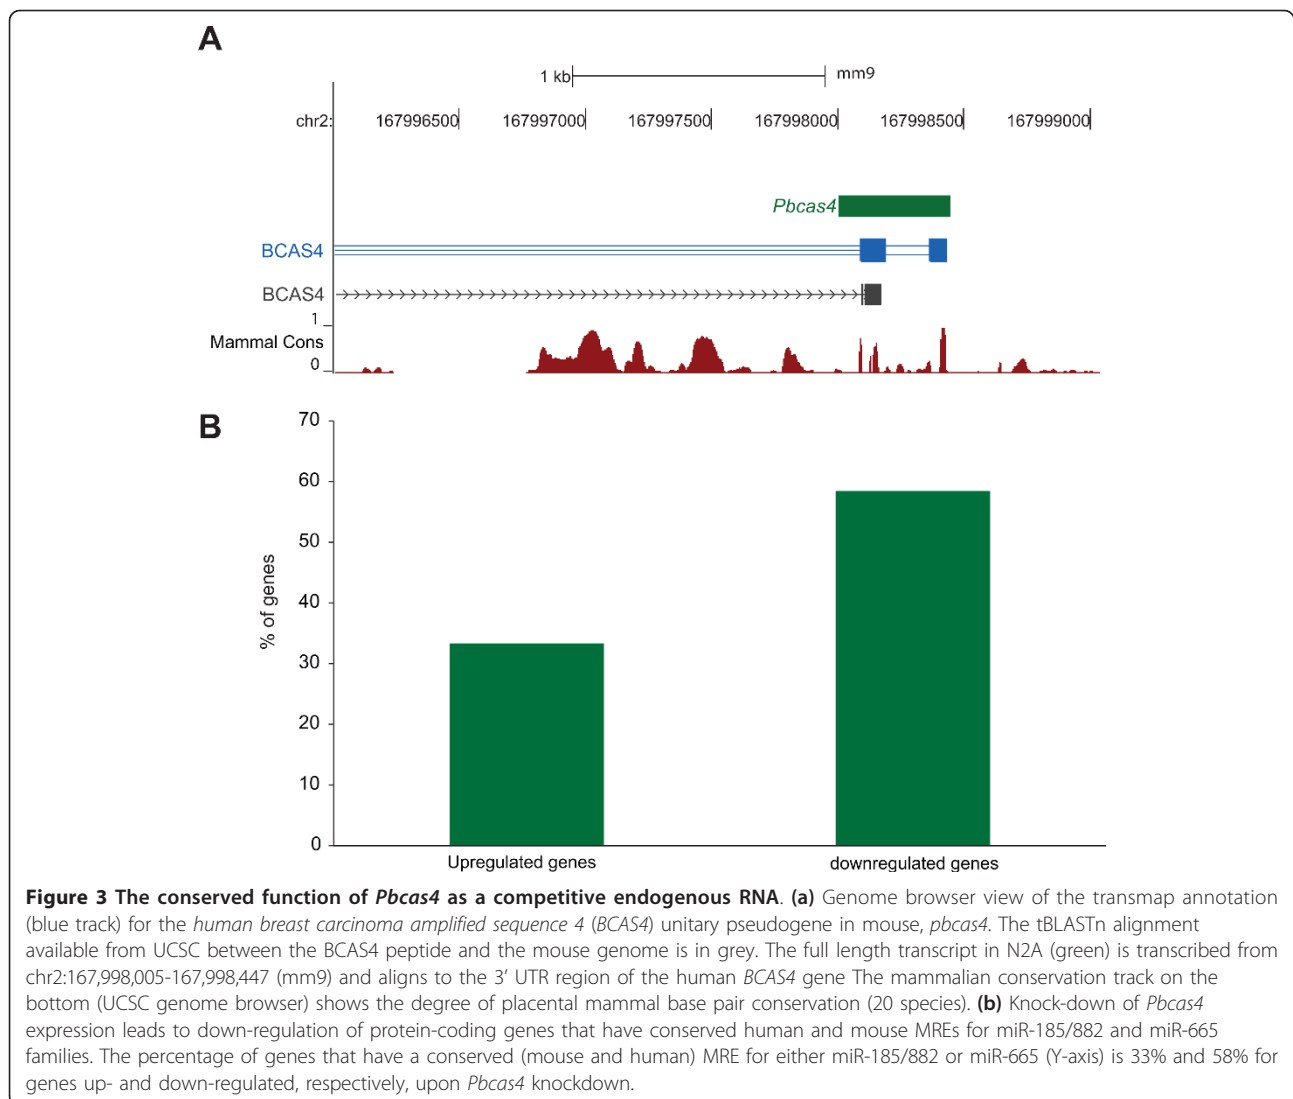 A
1 kb
mm9
chr2:
167996500
167997000
167997500
167998000
167998500
167999000
Pbcas4
BCAS4
BCAS4
1
Mammal Cons
0
B
70
60
50
40
30
20
10
0
% of genes
Upregulated genes
downregulated genes
Figure 3 The conserved function of Pbcas4 as a competitive endogenous RNA. (a) Genome browser view of the transmap annotation
(blue track) for the human breast carcinoma amplified sequence 4 (BCAS4) unitary pseudogene in mouse, pbcas4. The tBLASTn alignment
available from UCSC between the BCAS4 peptide and the mouse genome is in grey. The full length transcript in N2A (green) is transcribed from
chr2:167,998,005-167,998,447 (mm9) and aligns to the 3' UTR region of the human BCAS4 gene The mammalian conservation track on the
bottom (UCSC genome browser) shows the degree of placental mammal base pair conservation (20 species). (b) Knock-down of Pbcas4
expression leads to down-regulation of protein-coding genes that have conserved human and mouse MREs for miR-185/882 and miR-665
families. The percentage of genes that have a conserved (mouse and human) MRE for either miR-185/882 or miR-665 (Y-axis) is 33% and 58% for
genes up- and down-regulated, respectively, upon Pbcas4 knockdown.